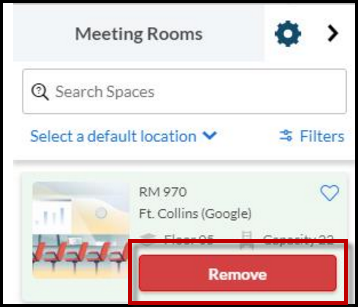 Meeting Rooms
Search Spaces
Select a default location
Filters
RM 970
Ft. Collins (Google)
Floor 05 Capacity 22
Remove